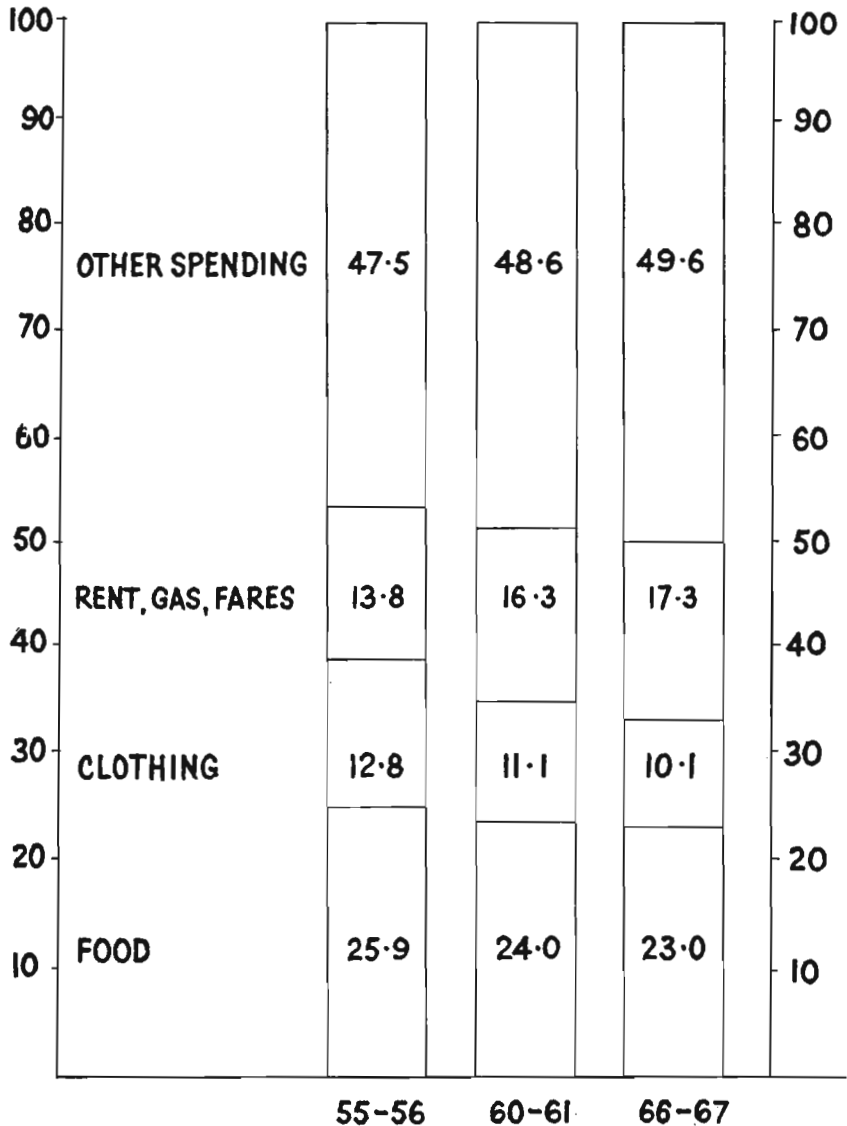 100 100
90 90
80 80
OTHER SPENDING 47·5 48·6 49·6
70 70
60 60
50 50
RENT, GAS, FARES 13·8 16·3 17·3
40 40
30 30
CLOTHING 12·8 11·1 10·1
20 20
FOOD 25·9 24·0 23·0
10 10
55-56 60-61 66-67